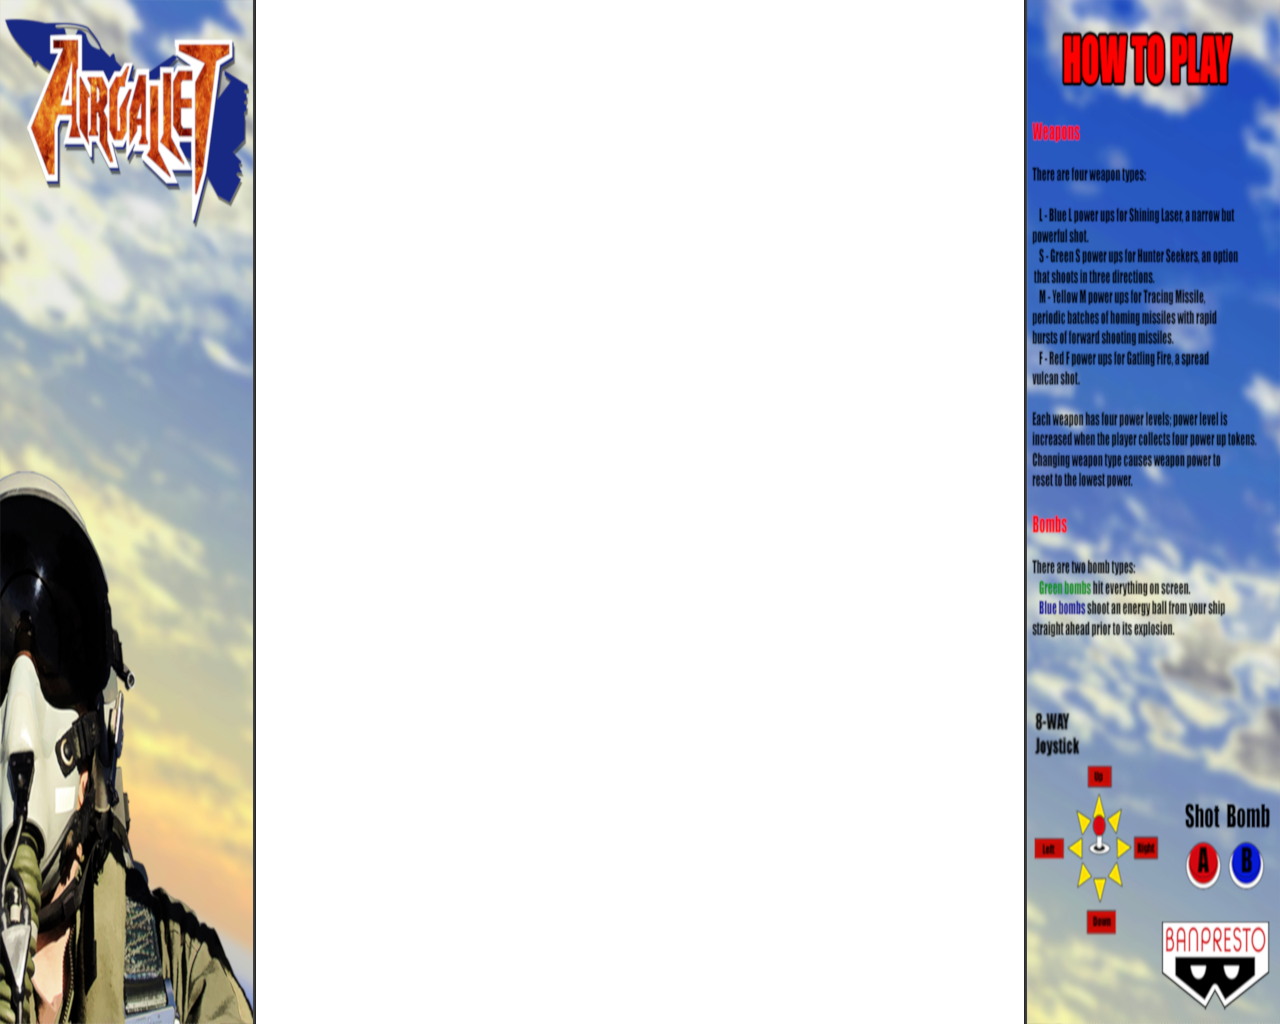 AIRGALLET
HOW TO PLAY
Weapons
There are four weapon types:
L - Blue L power ups for Shining Laser, a narrow but
powerful shot.
S - Green S power ups for Hunter Seekers, an option
that shoots in three directions.
M - Yellow M power ups for Tracing Missile,
periodic batches of homing missiles with rapid
bursts of forward shooting missiles.
F - Red F power ups for Gatling Fire, a spread
vulcan shot.
Each weapon has four power levels; power level is
increased when the player collects four power up tokens.
Changing weapon type causes weapon power to
reset to the lowest power.
Bombs
There are two bomb types:
Green bombs hit everything on screen.
Blue bombs shoot an energy ball from your ship
straight ahead prior to its explosion.
8-WAY
Joystick
Up
Left
Right
Down
Shot Bomb
A B
BANPRESTO